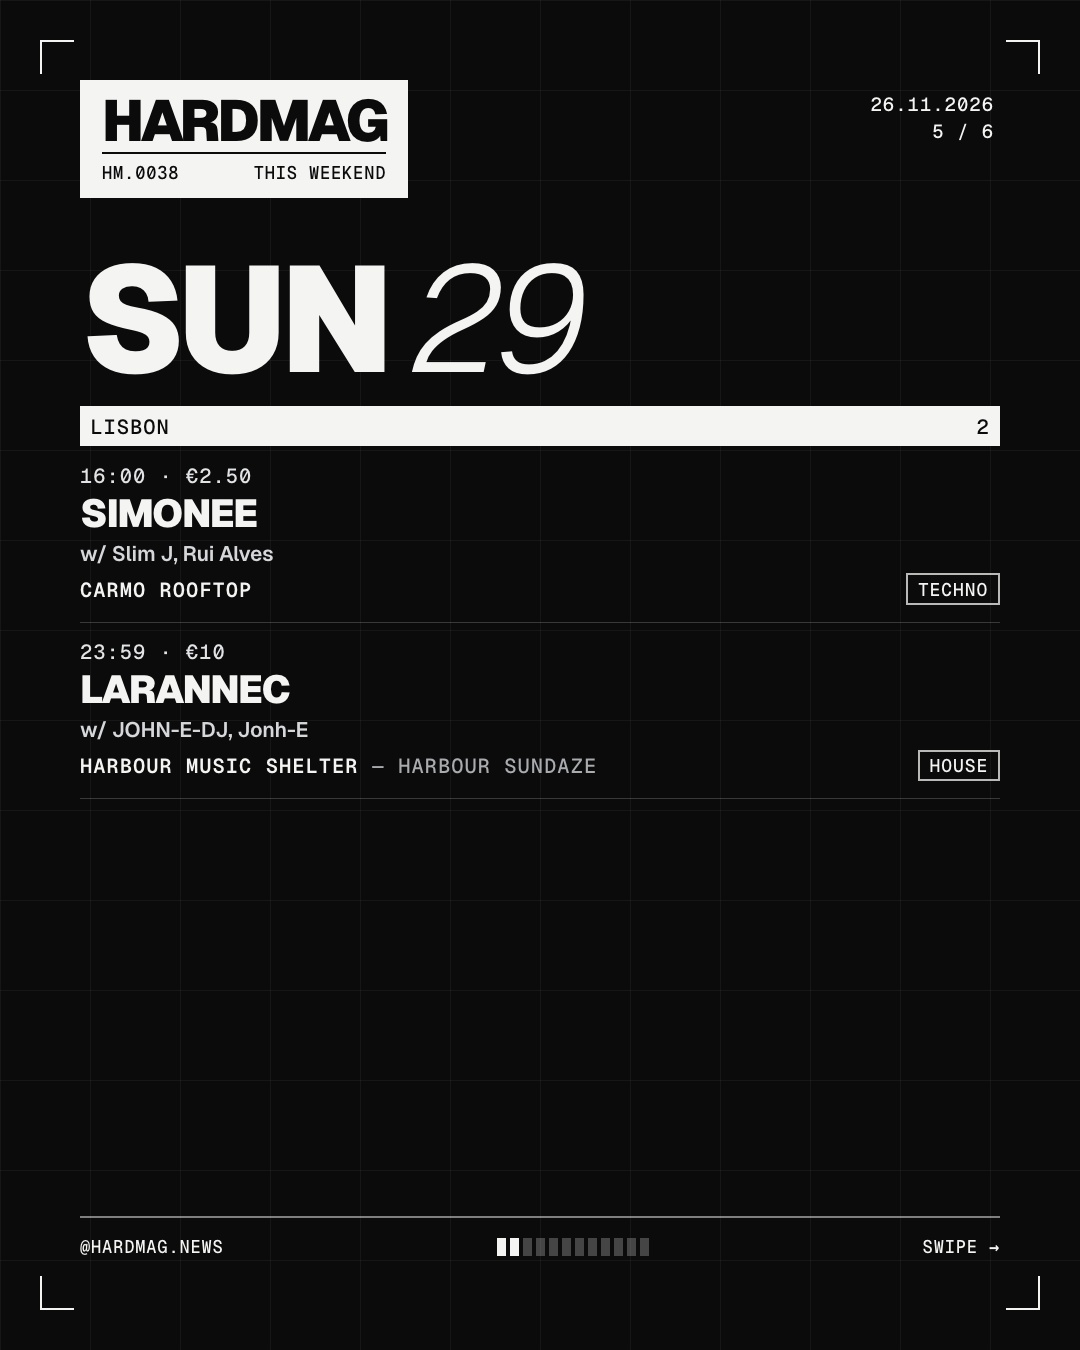 HARDMAG
HM.0038 THIS WEEKEND
26.11.2026
5 / 6
SUN 29
LISBON 2
16:00 · €2.50
SIMONEE
w/ Slim J, Rui Alves
CARMO ROOFTOP
TECHNO
23:59 · €10
LARANNEC
w/ JOHN-E-DJ, Jonh-E
HARBOUR MUSIC SHELTER — HARBOUR SUNDAZE
HOUSE
@HARDMAG.NEWS
SWIPE →